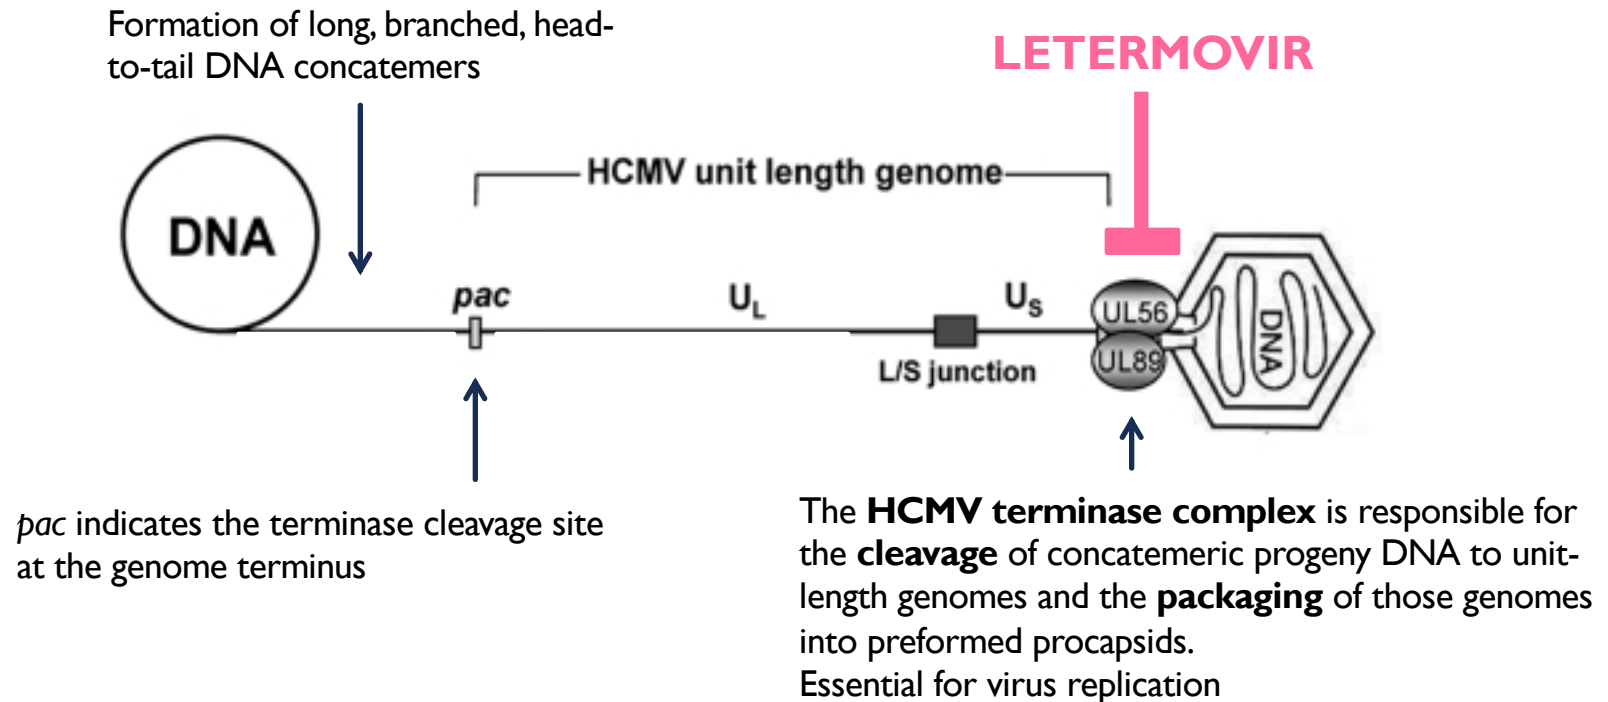 Formation of long, branched, head-
to-tail DNA concatemers
LETERMOVIR
HCMV unit length genome
DNA
pac
UL
US
L/S junction
UL56
UL89
DNA
pac indicates the terminase cleavage site
at the genome terminus
The HCMV terminase complex is responsible for
the cleavage of concatemeric progeny DNA to unit-
length genomes and the packaging of those genomes
into preformed procapsids.
Essential for virus replication